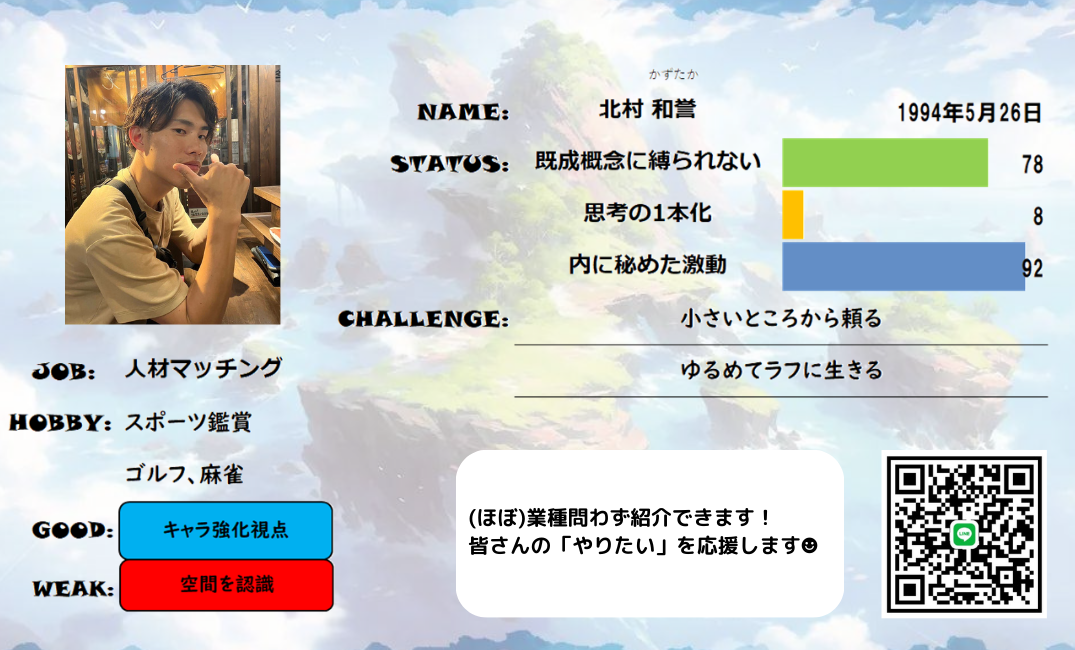 かずたか
NAME: 北村 和誉 1994年5月26日
STATUS: 既成概念に縛られない 78
思考の1本化 8
内に秘めた激動 92
CHALLENGE: 小さいところから頼る
ゆるめてラフに生きる
JOB: 人材マッチング
HOBBY: スポーツ鑑賞
ゴルフ、麻雀
GOOD: キャラ強化視点
WEAK: 空間を認識
(ほぼ)業種問わず紹介できます！
皆さんの「やりたい」を応援します☻
LINE